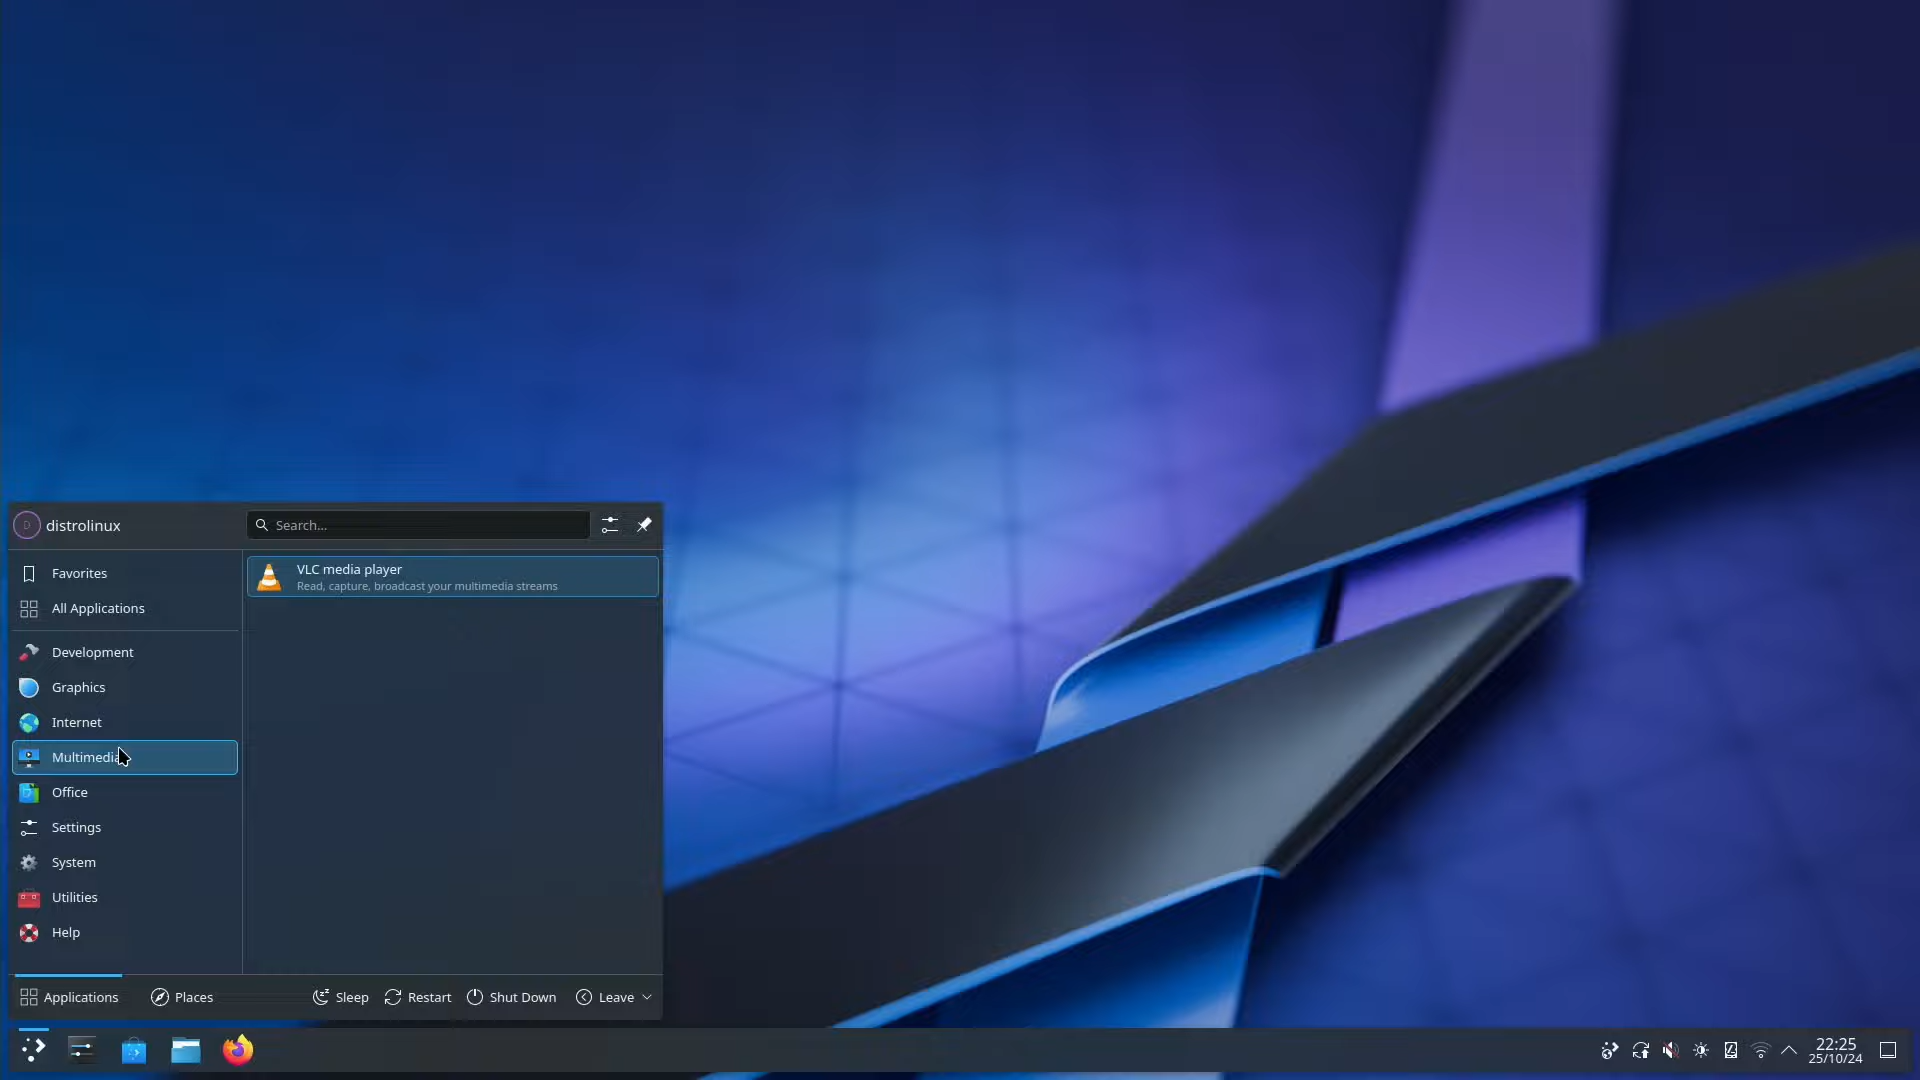 distrolinux
Search...
Favorites
All Applications
Development
Graphics
Internet
Multimedia
Office
Settings
System
Utilities
Help
VLC media player
Read, capture, broadcast your multimedia streams
Applications
Places
Sleep
Restart
Shut Down
Leave
22:25
25/10/24